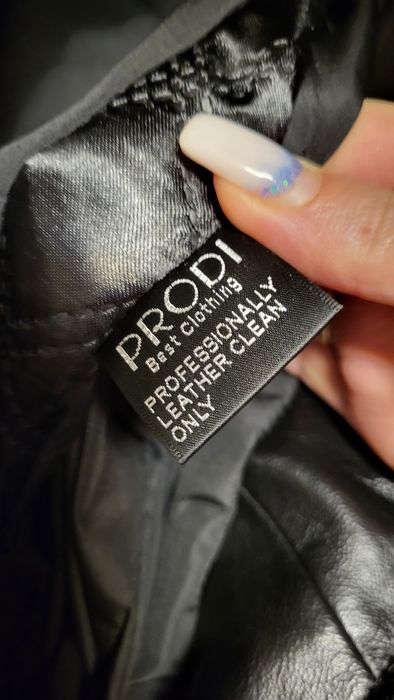 PRODI
Best Clothing
PROFESSIONALLY
LEATHER CLEAN
ONLY